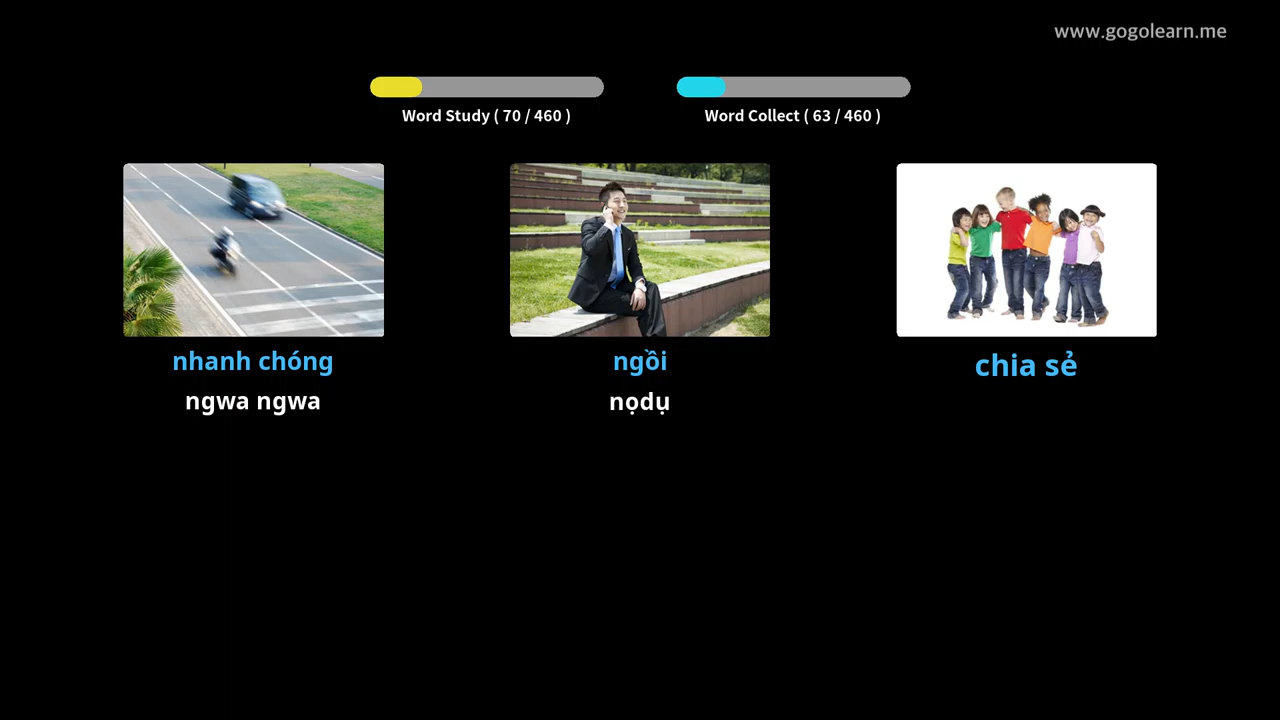 www.gogolearn.me
Word Study ( 70 / 460 )
Word Collect ( 63 / 460 )
nhanh chóng
ngwa ngwa
ngồi
nọdụ
chia sẻ